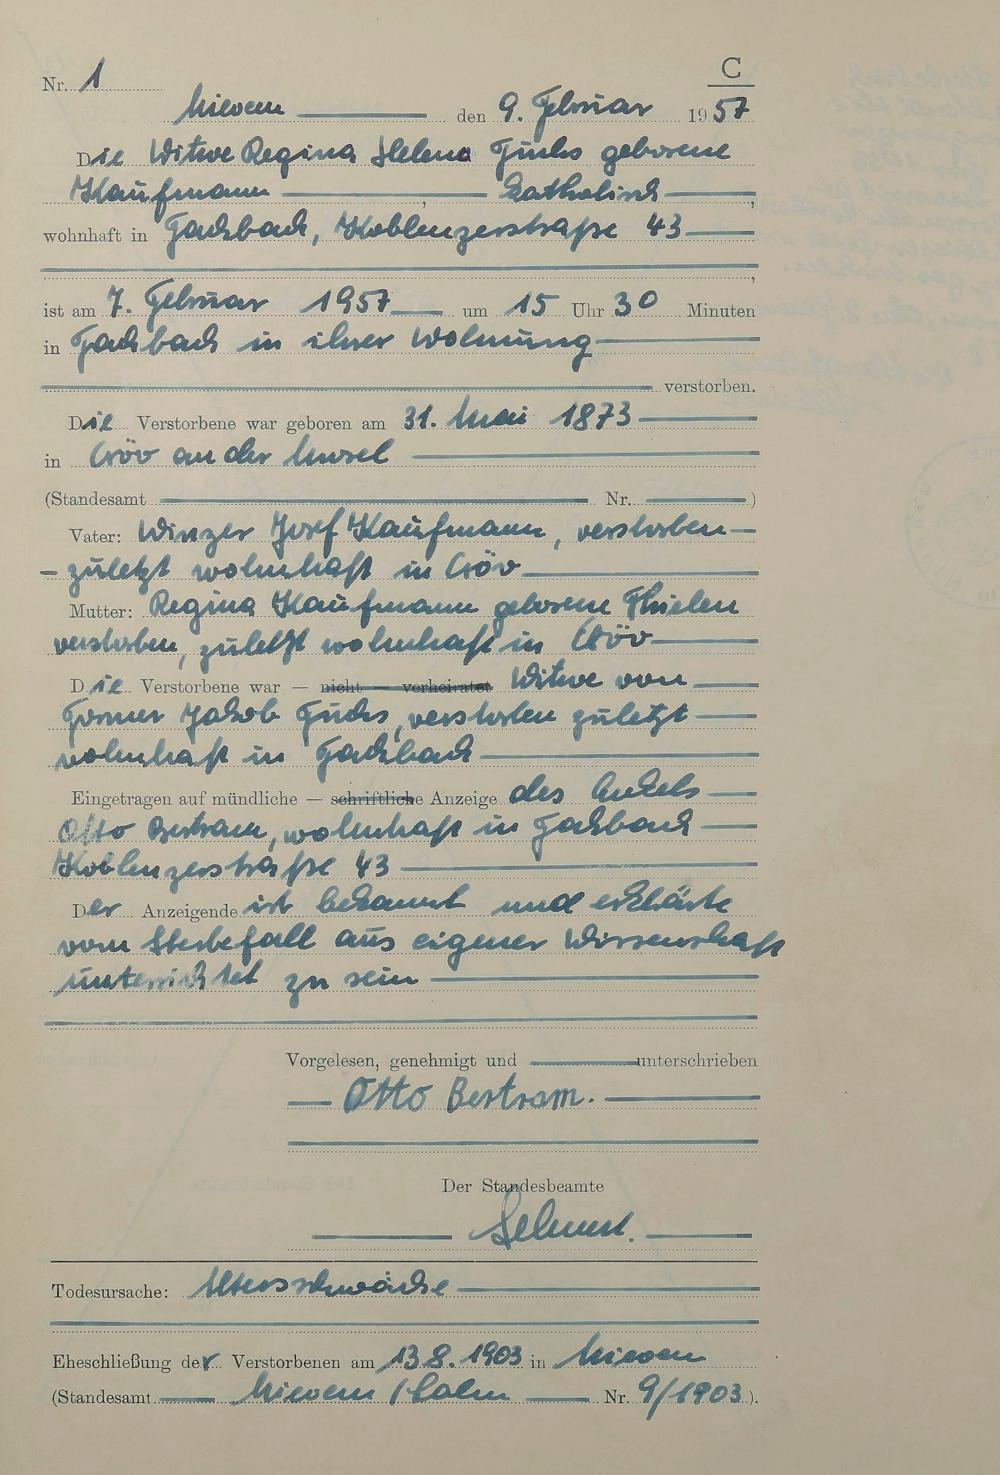 C
Nr. 1
Nievern den 9. Februar 1957
Die Witwe Regina Helena Fuchs geborene
Kaufmann, katholisch,
wohnhaft in Fachbach, Koblenzerstraße 43
,
ist am 7. Februar 1957 um 15 Uhr 30 Minuten
in Fachbach in ihrer Wohnung
verstorben.
Die Verstorbene war geboren am 31. Mai 1873
in Cröv an der Mosel
(Standesamt Nr. )
Vater: Winzer Josef Kaufmann, verstorben
zuletzt wohnhaft in Cröv
Mutter: Regina Kaufmann geborene Thielen
verstorben, zuletzt wohnhaft in Cröv
Die Verstorbene war — nicht — verheiratet Witwe von
Former Jakob Fuchs, verstorben zuletzt
wohnhaft in Fachbach
Eingetragen auf mündliche — schriftliche Anzeige des Enkels
Otto Bertram, wohnhaft in Fachbach
Koblenzerstraße 43
Der Anzeigende ist bekannt und erklärte
vom Sterbefall aus eigener Wissenschaft
unterrichtet zu sein
Vorgelesen, genehmigt und unterschrieben
Otto Bertram.
Der Standesbeamte
Todesursache: Altersschwäche
Eheschließung der Verstorbenen am 13.8.1903 in Nievern
(Standesamt Nievern/Lahn Nr. 9/1903).